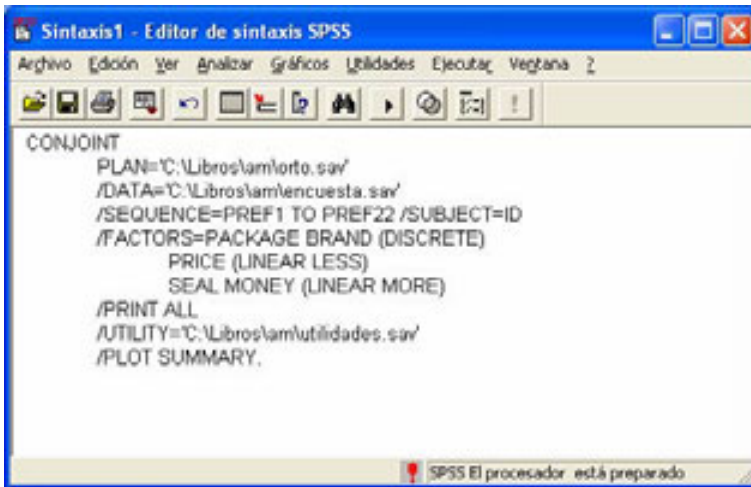 Sintaxis1 - Editor de sintaxis SPSS
Archivo Edición Ver Analizar Gráficos Utilidades Ejecutar Ventana ?
CONJOINT
PLAN='C:\Libros\am\orto.sav'
/DATA='C:\Libros\am\encuesta.sav'
/SEQUENCE=PREF1 TO PREF22 /SUBJECT=ID
/FACTORS=PACKAGE BRAND (DISCRETE)
PRICE (LINEAR LESS)
SEAL MONEY (LINEAR MORE)
/PRINT ALL
/UTILITY='C:\Libros\am\utilidades.sav'
/PLOT SUMMARY.
SPSS El procesador está preparado